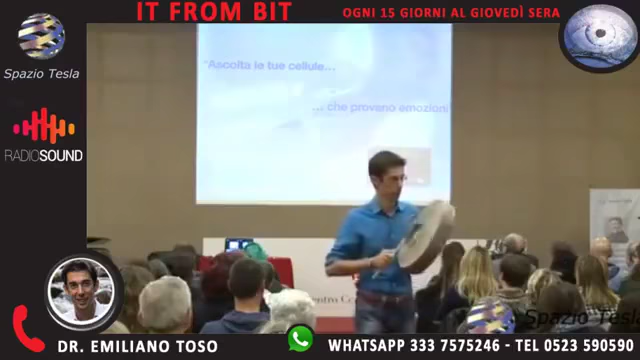 IT FROM BIT
OGNI 15 GIORNI AL GIOVEDÌ SERA
Spazio Tesla
RADIOSOUND
"Ascolta le tue cellule...
... che provano emozioni"
Spazio Tesla
DR. EMILIANO TOSO
WHATSAPP 333 7575246 - TEL 0523 590590